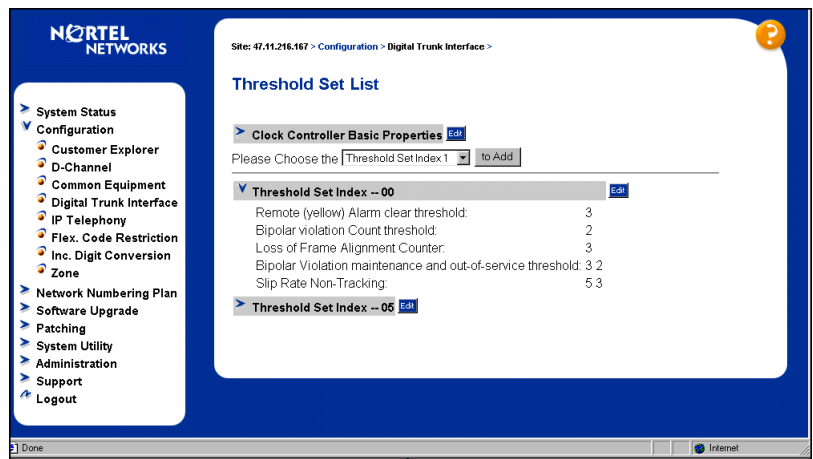 NORTEL
NETWORKS
System Status
Configuration
Customer Explorer
D-Channel
Common Equipment
Digital Trunk Interface
IP Telephony
Flex. Code Restriction
Inc. Digit Conversion
Zone
Network Numbering Plan
Software Upgrade
Patching
System Utility
Administration
Support
Logout
Site: 47.11.216.167 > Configuration > Digital Trunk Interface >
?
Threshold Set List
Clock Controller Basic Properties Edit
Please Choose the Threshold Set Index 1 to Add
Threshold Set Index -- 00 Edit
Remote (yellow) Alarm clear threshold: 3
Bipolar violation Count threshold: 2
Loss of Frame Alignment Counter: 3
Bipolar Violation maintenance and out-of-service threshold: 3 2
Slip Rate Non-Tracking: 5 3
Threshold Set Index -- 05 Edit
Done Internet